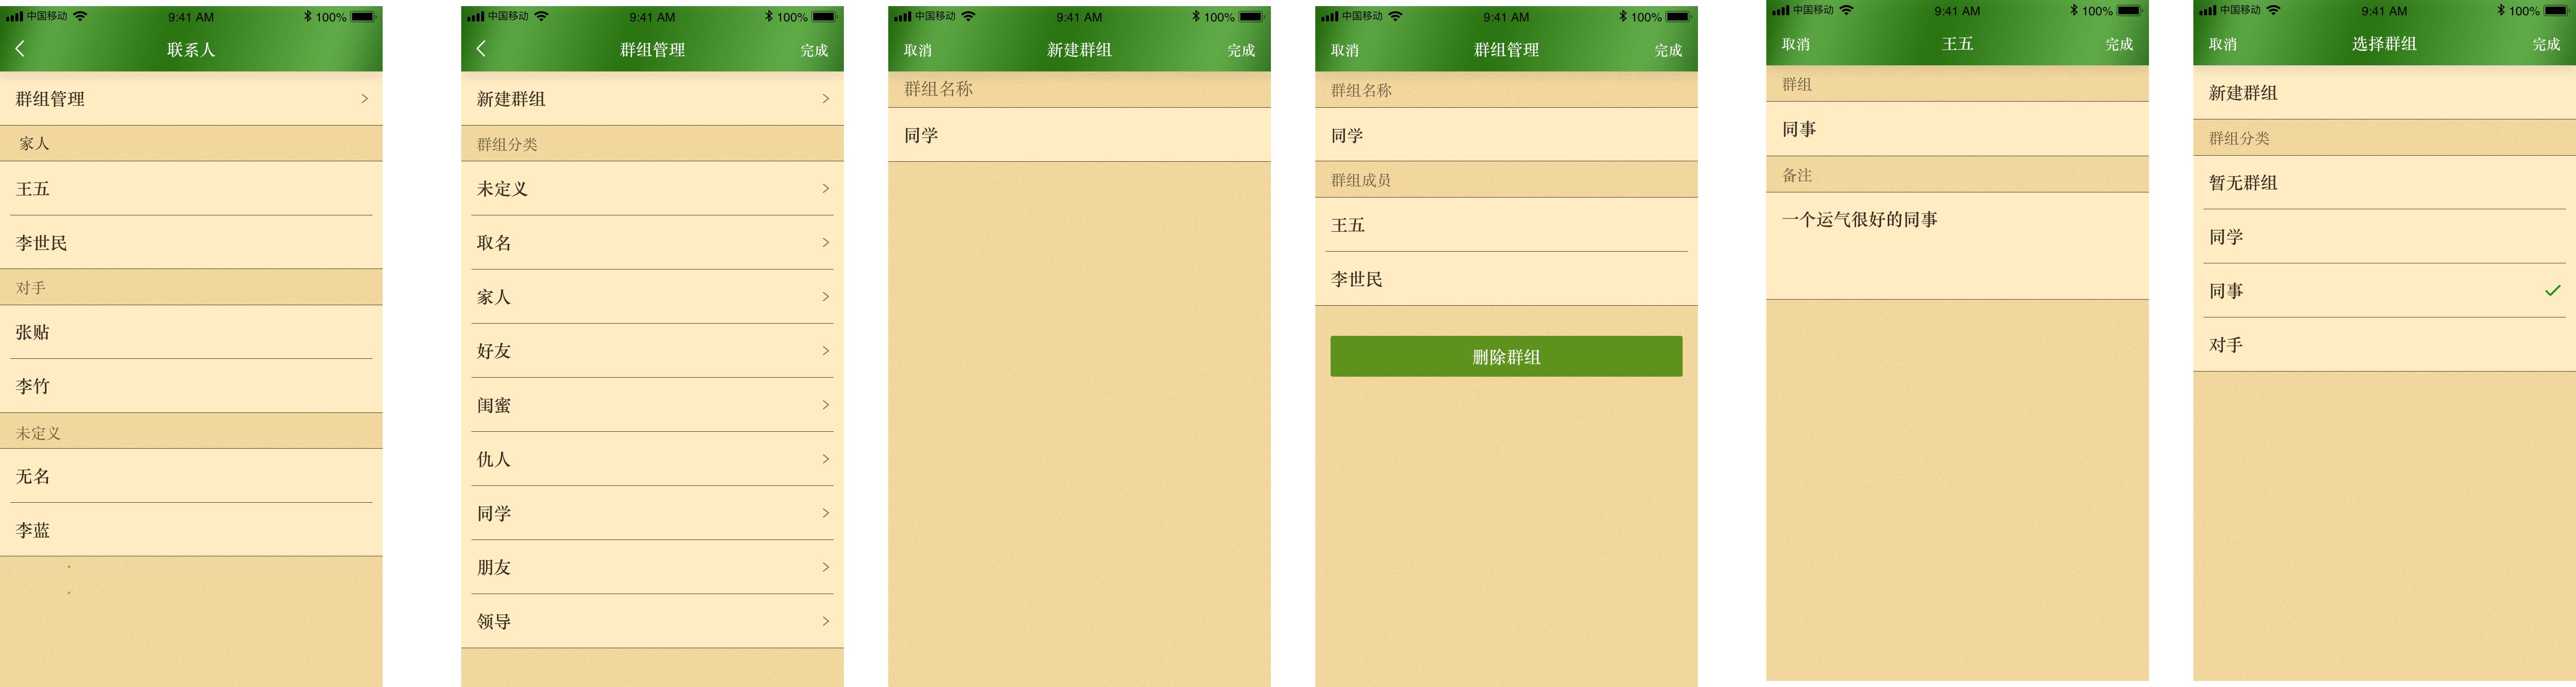 中国移动 9:41 AM 100%
联系人
群组管理
家人
王五
李世民
对手
张贴
李竹
未定义
无名
李蓝
中国移动 9:41 AM 100%
群组管理 完成
新建群组
群组分类
未定义
取名
家人
好友
闺蜜
仇人
同学
朋友
领导
中国移动 9:41 AM 100%
取消 新建群组 完成
群组名称
同学
中国移动 9:41 AM 100%
取消 群组管理 完成
群组名称
同学
群组成员
王五
李世民
删除群组
中国移动 9:41 AM 100%
取消 王五 完成
群组
同事
备注
一个运气很好的同事
中国移动 9:41 AM 100%
取消 选择群组 完成
新建群组
群组分类
暂无群组
同学
同事
对手